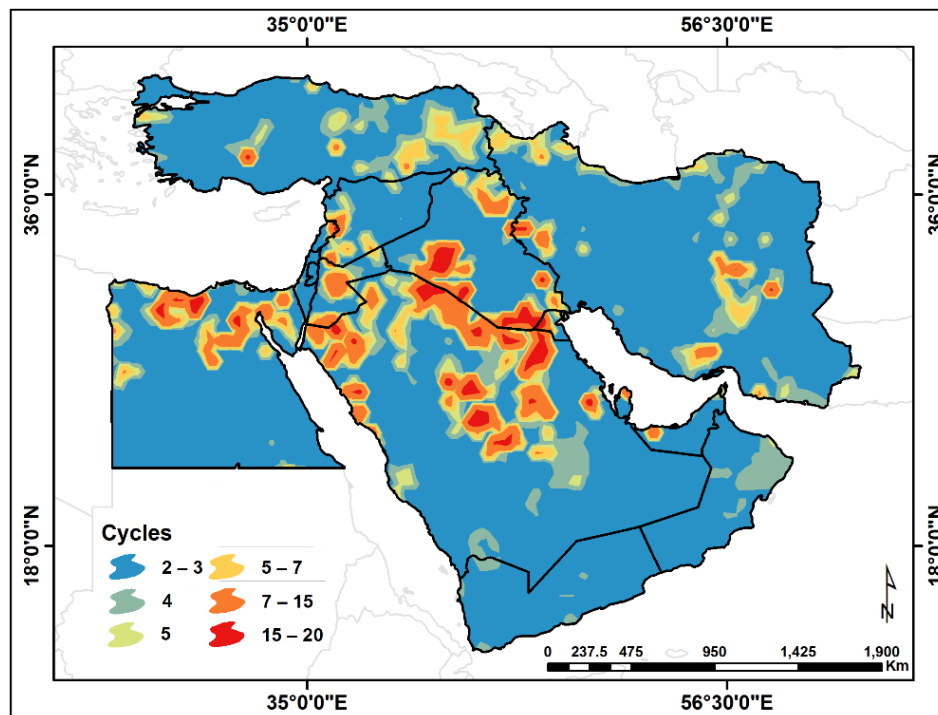 35°0'0"E 56°30'0"E
36°0'0"N 36°0'0"N
18°0'0"N 18°0'0"N
Cycles
2 – 3 5 – 7
4 7 – 15
5 15 – 20
N
0 237.5 475 950 1,425 1,900
Km
35°0'0"E 56°30'0"E